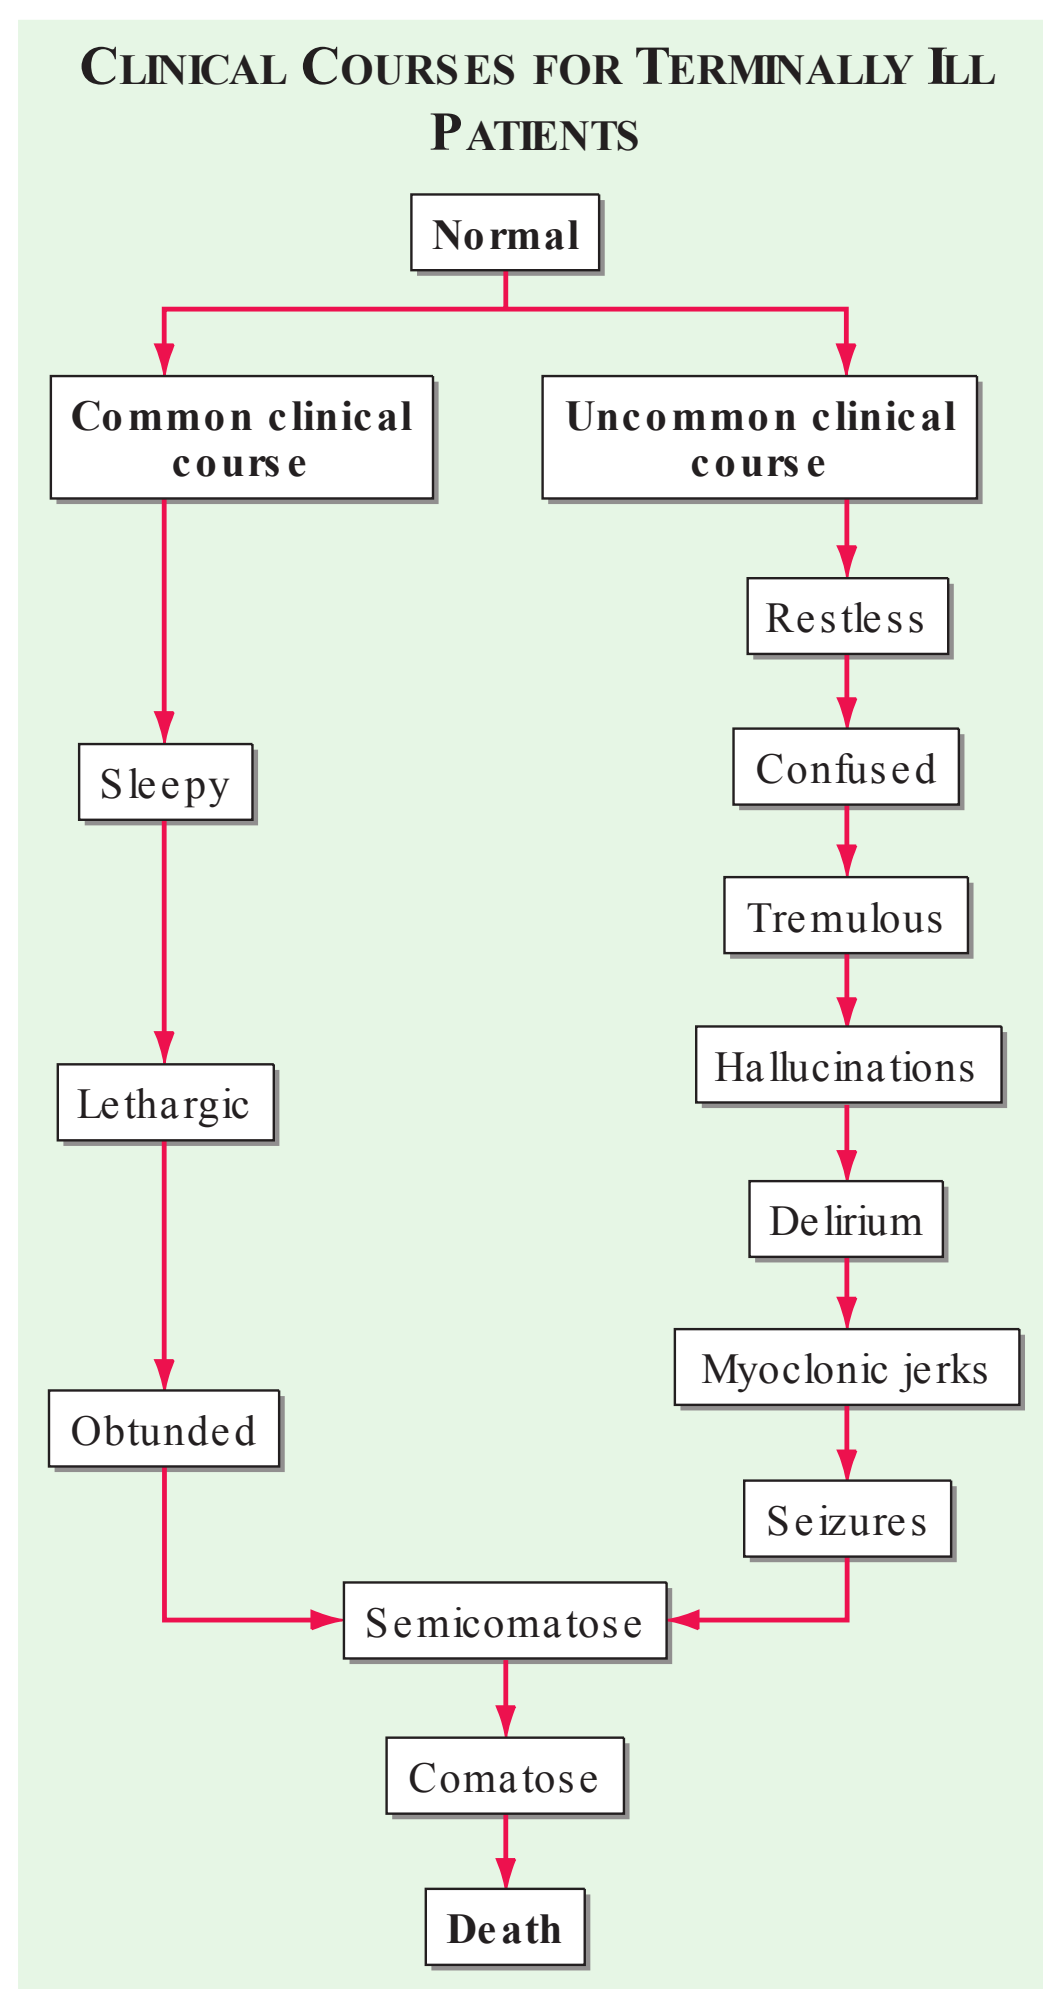 CLINICAL COURSES FOR TERMINALLY ILL
PATIENTS
Normal
Common clinical
course
Uncommon clinical
course
Sleepy
Lethargic
Obtunded
Restless
Confused
Tremulous
Hallucinations
Delirium
Myoclonic jerks
Seizures
Semicomatose
Comatose
Death